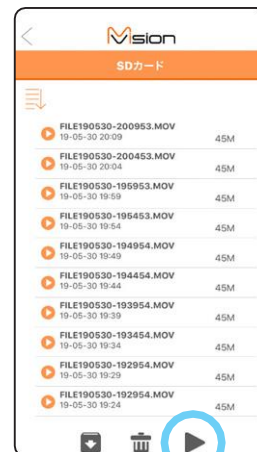 Mvsion
SDカード
FILE190530-200953.MOV
19-05-30 20:09
45M
FILE190530-200453.MOV
19-05-30 20:04
45M
FILE190530-195953.MOV
19-05-30 19:59
45M
FILE190530-195453.MOV
19-05-30 19:54
45M
FILE190530-194954.MOV
19-05-30 19:49
45M
FILE190530-194454.MOV
19-05-30 19:44
45M
FILE190530-193954.MOV
19-05-30 19:39
45M
FILE190530-193454.MOV
19-05-30 19:34
45M
FILE190530-192954.MOV
19-05-30 19:29
45M
FILE190530-192954.MOV
19-05-30 19:24
45M